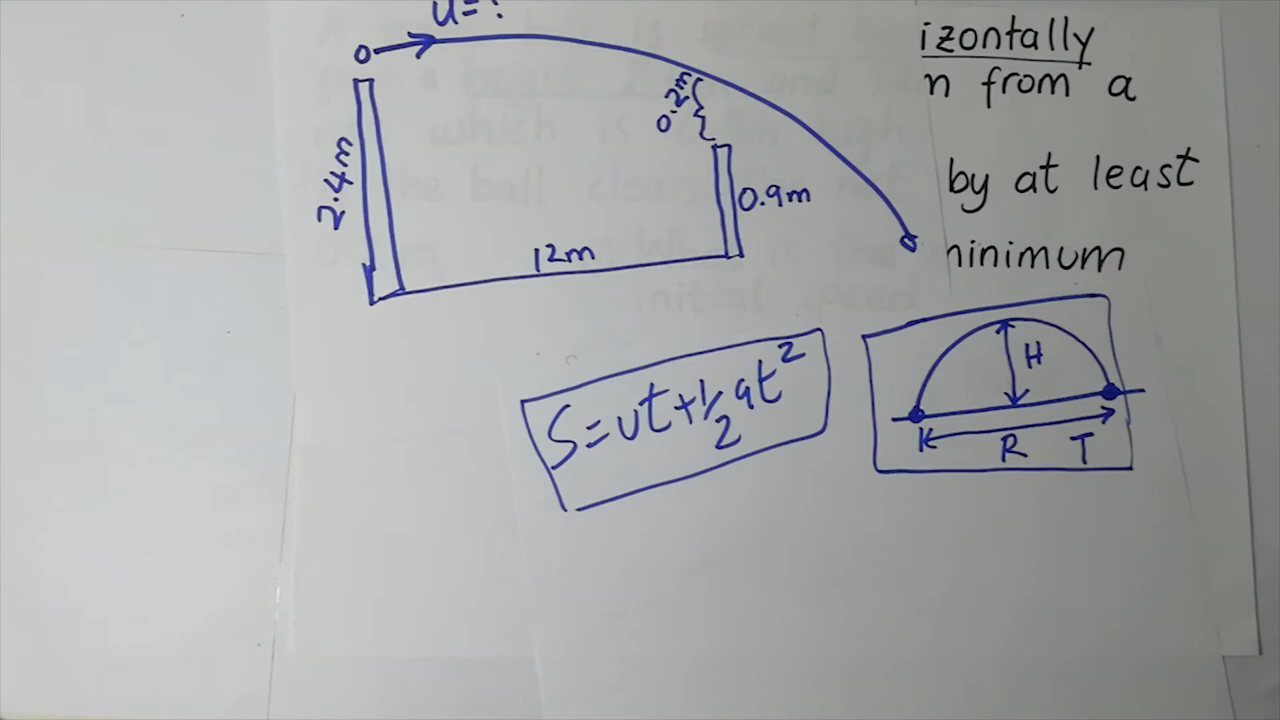 u=?
izontally
n from a
0.2m
2.4m
by at least
0.9m
12m
ninimum
S=ut+½at²
H
R T